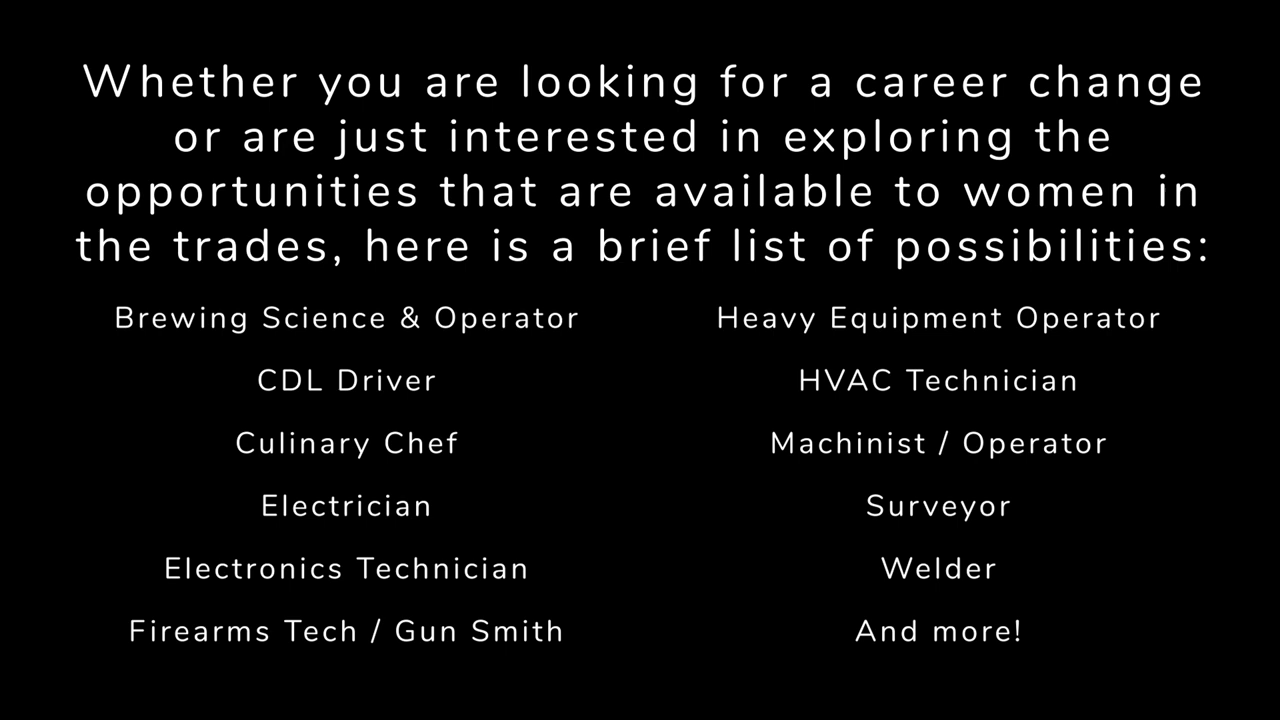 Whether you are looking for a career change
or are just interested in exploring the
opportunities that are available to women in
the trades, here is a brief list of possibilities:
Brewing Science & Operator
CDL Driver
Culinary Chef
Electrician
Electronics Technician
Firearms Tech / Gun Smith
Heavy Equipment Operator
HVAC Technician
Machinist / Operator
Surveyor
Welder
And more!